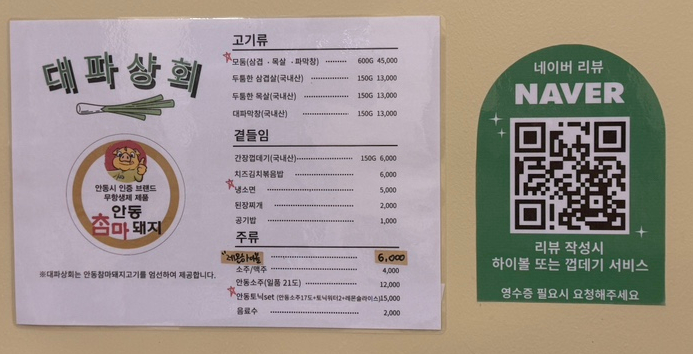 대파상회
안동시 인증 브랜드
무항생제 제품
안동
참마돼지
※대파상회는 안동참마돼지고기를 엄선하여 제공합니다.
고기류
모듬(삼겹 · 목살 · 파막창) 600G 45,000
두툼한 삼겹살(국내산) 150G 13,000
두툼한 목살(국내산) 150G 13,000
대파막창(국내산) 150G 13,000
곁들임
간장껍데기(국내산) 150G 6,000
치즈김치볶음밥 6,000
냉소면 5,000
된장찌개 2,000
공기밥 1,000
주류
레몬하이볼 6,000
소주/맥주 4,000
안동소주(일품 21도) 12,000
안동토닉set (안동소주17도+토닉워터2+레몬슬라이스) 15,000
음료수 2,000
네이버 리뷰
NAVER
리뷰 작성시
하이볼 또는 껍데기 서비스
영수증 필요시 요청해주세요